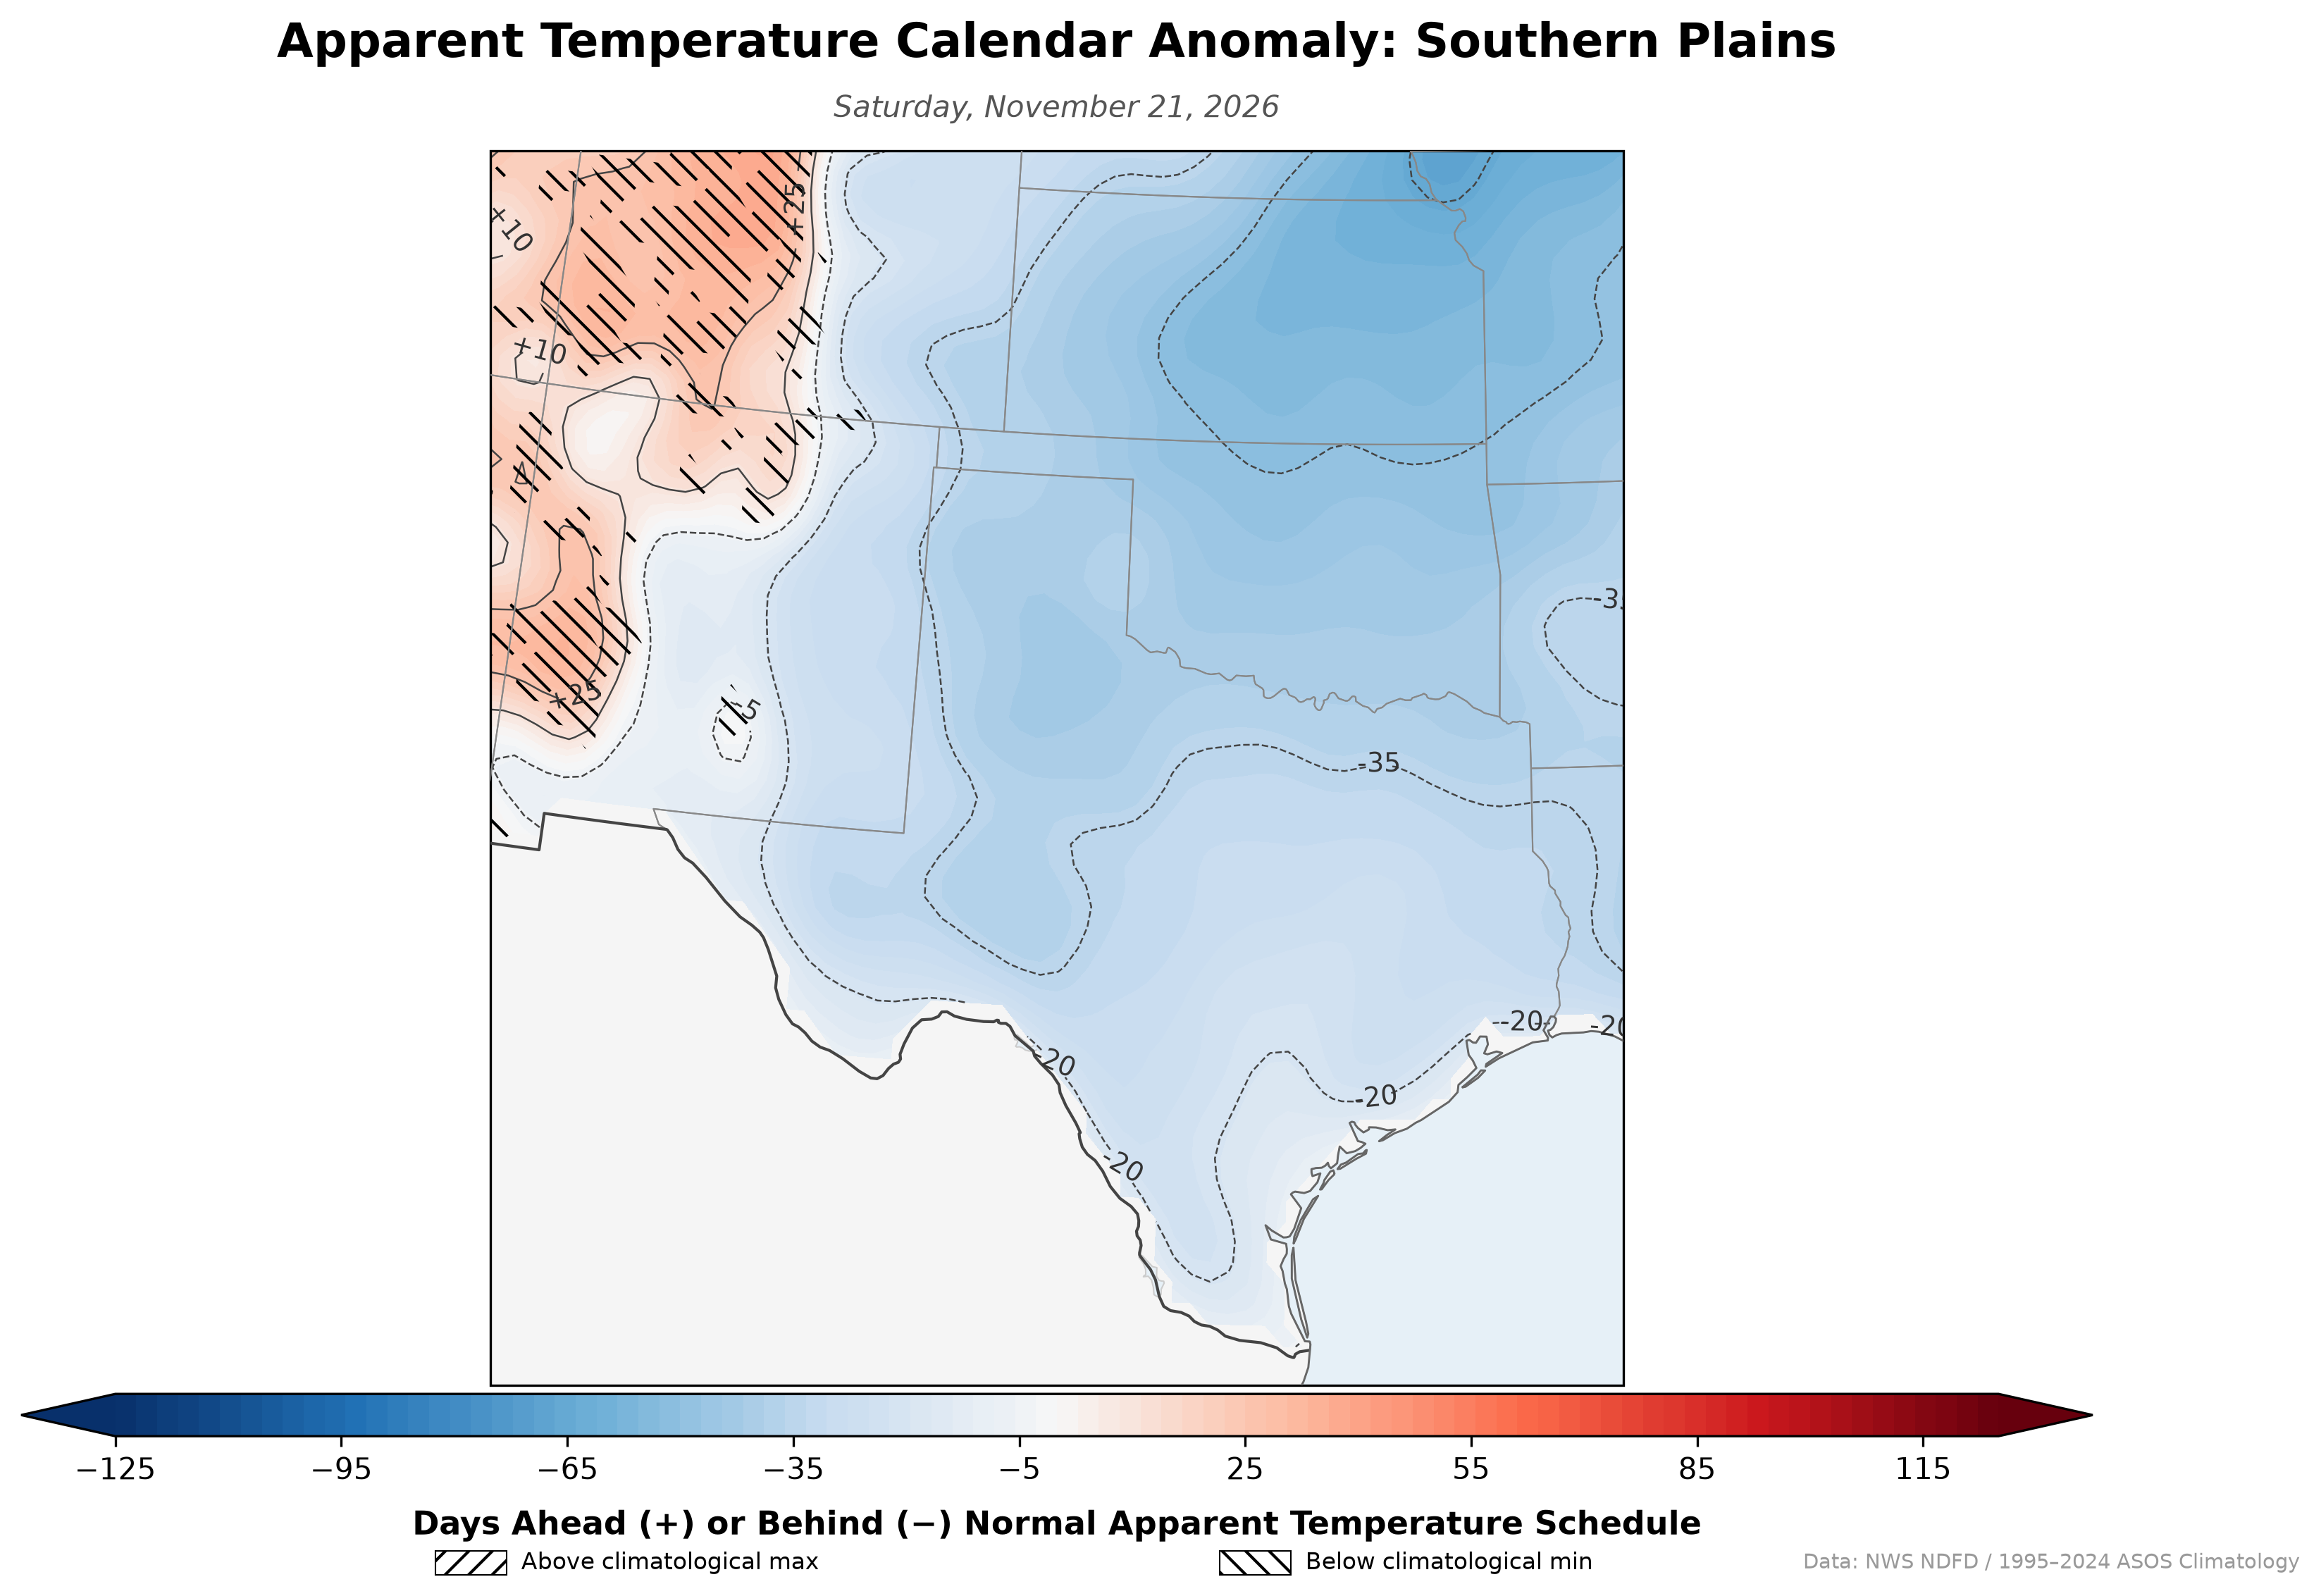 Apparent Temperature Calendar Anomaly: Southern Plains
Saturday, November 21, 2026
+25
+10
+10
+25
-5
-35
-20
-20
-20
-20
-20
−125 −95 −65 −35 −5 25 55 85 115
Days Ahead (+) or Behind (−) Normal Apparent Temperature Schedule
Above climatological max Below climatological min Data: NWS NDFD / 1995–2024 ASOS Climatology